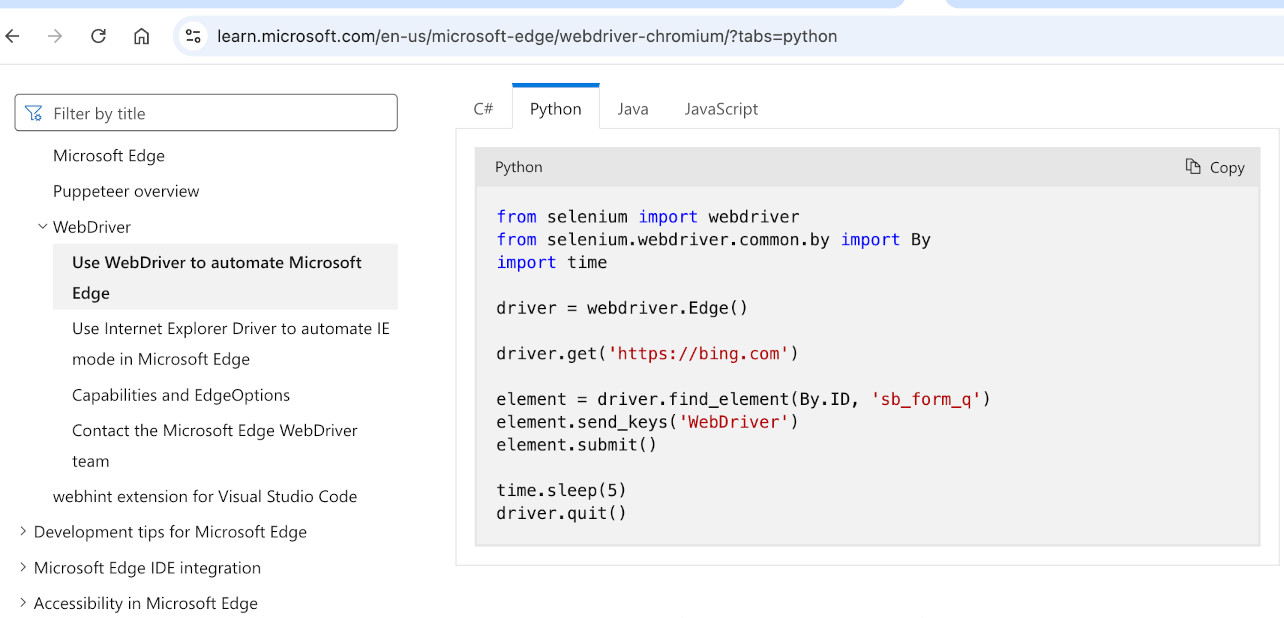 learn.microsoft.com/en-us/microsoft-edge/webdriver-chromium/?tabs=python
Filter by title
Microsoft Edge
Puppeteer overview
WebDriver
Use WebDriver to automate Microsoft
Edge
Use Internet Explorer Driver to automate IE
mode in Microsoft Edge
Capabilities and EdgeOptions
Contact the Microsoft Edge WebDriver
team
webhint extension for Visual Studio Code
Development tips for Microsoft Edge
Microsoft Edge IDE integration
Accessibility in Microsoft Edge
C# Python Java JavaScript
Python Copy
from selenium import webdriver
from selenium.webdriver.common.by import By
import time
driver = webdriver.Edge()
driver.get('https://bing.com')
element = driver.find_element(By.ID, 'sb_form_q')
element.send_keys('WebDriver')
element.submit()
time.sleep(5)
driver.quit()